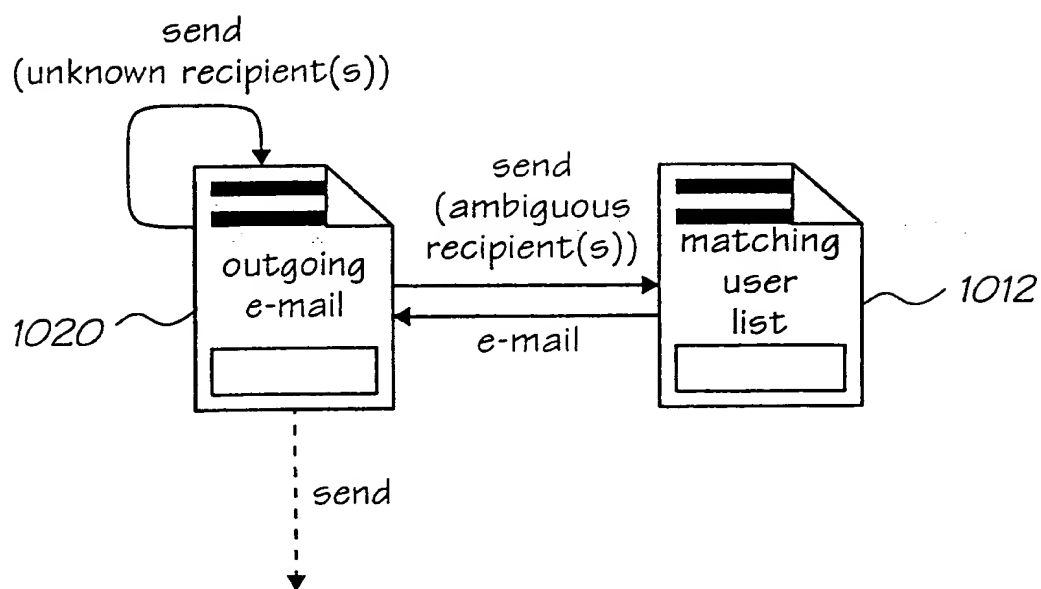 send
(unknown recipient(s))
send
(ambiguous
recipient(s))
outgoing
e-mail
matching
user
list
1020
1012
e-mail
send